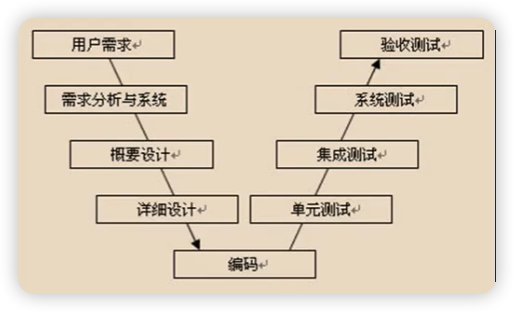 用户需求
验收测试
需求分析与系统
系统测试
概要设计
集成测试
详细设计
单元测试
编码